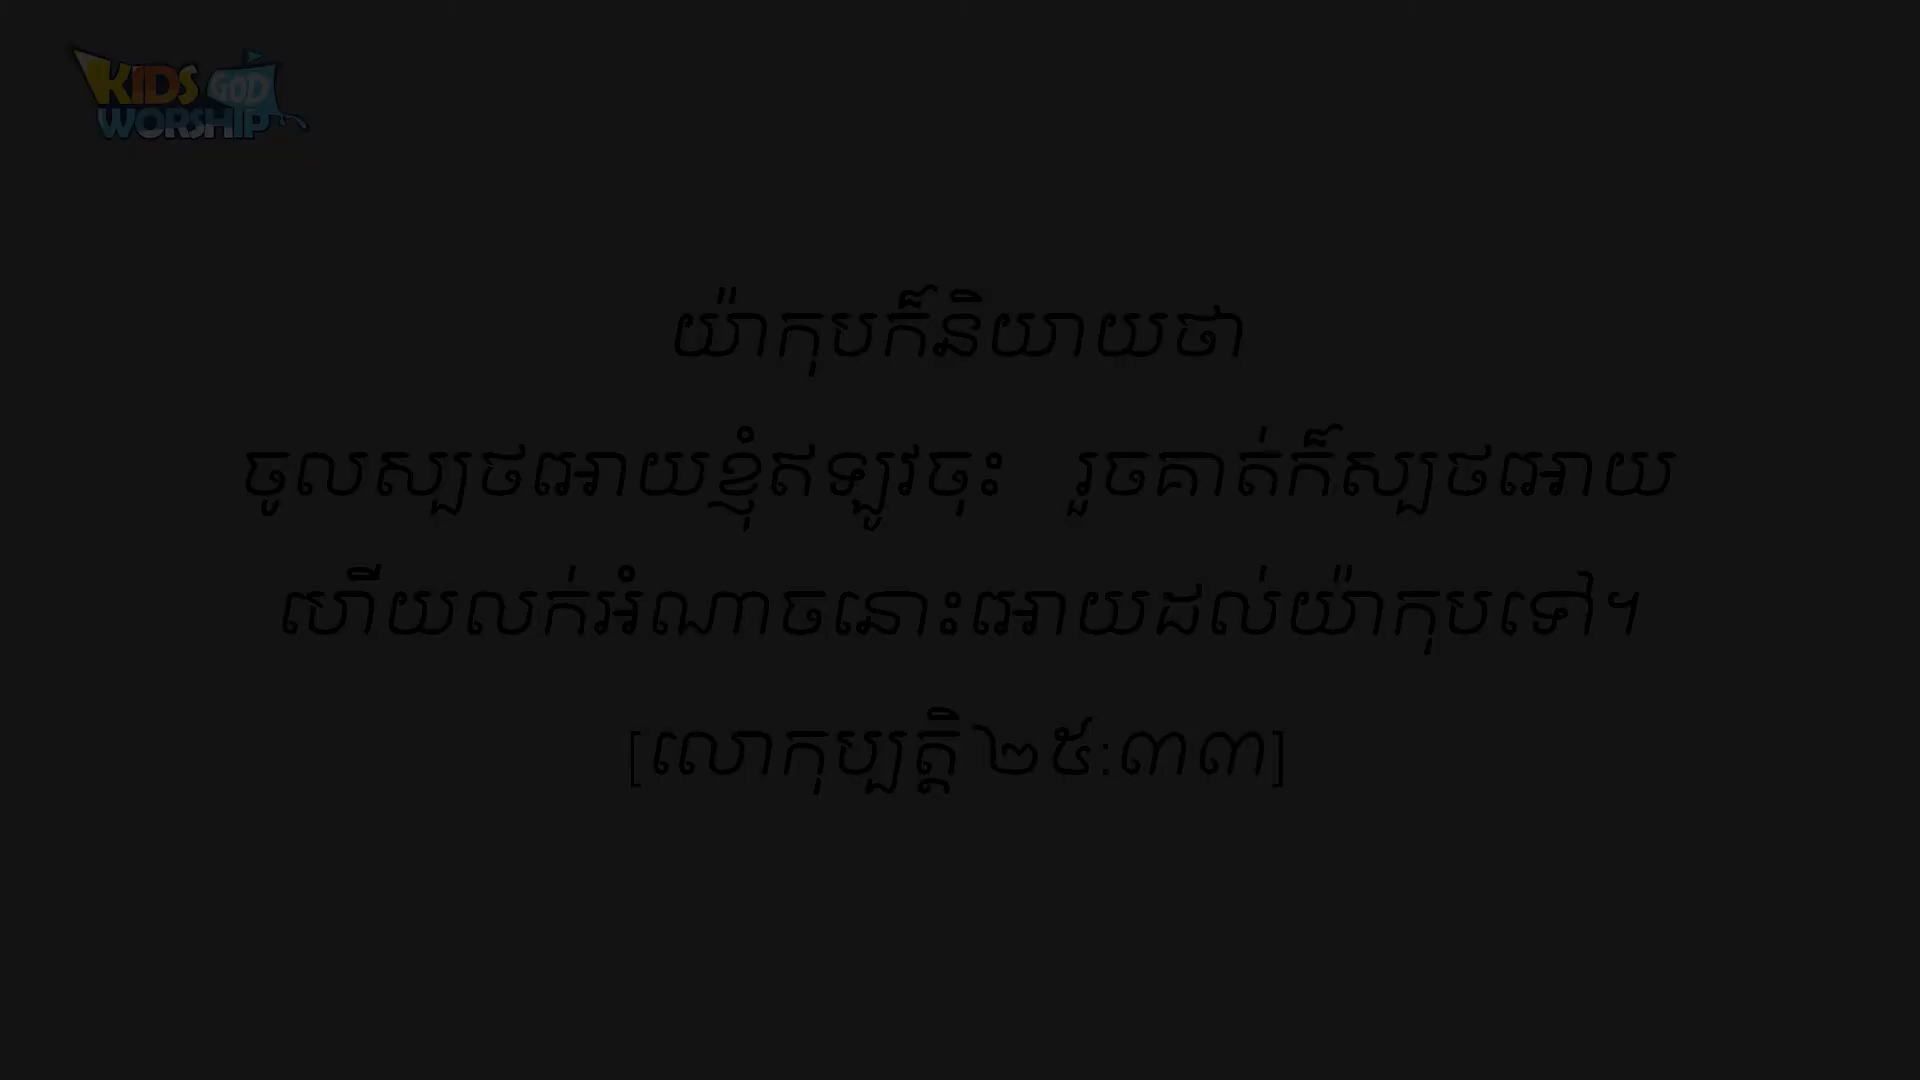 KIDS GOD
WORSHIP
យ៉ាកុបក៏និយាយថា
ចូលស្បថអោយខ្ញុំឥឡូវចុះ រួចគាត់ក៏ស្បថអោយ
ហើយលក់អំណាចនោះអោយដល់យ៉ាកុបទៅ។
[លោកុប្បត្តិ ២៥:៣៣]